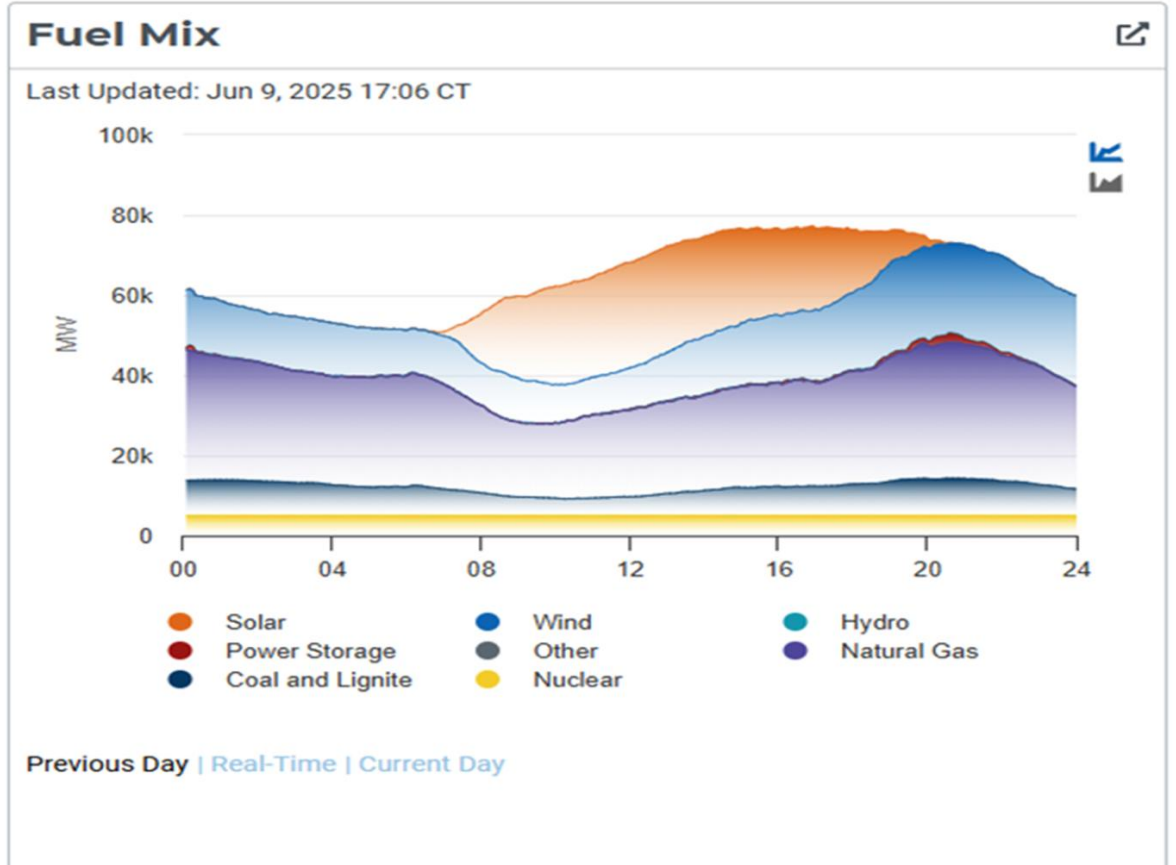 Fuel Mix
Last Updated: Jun 9, 2025 17:06 CT
100k
80k
60k
40k
20k
0
MW
00 04 08 12 16 20 24
Solar Wind Hydro
Power Storage Other Natural Gas
Coal and Lignite Nuclear
Previous Day | Real-Time | Current Day